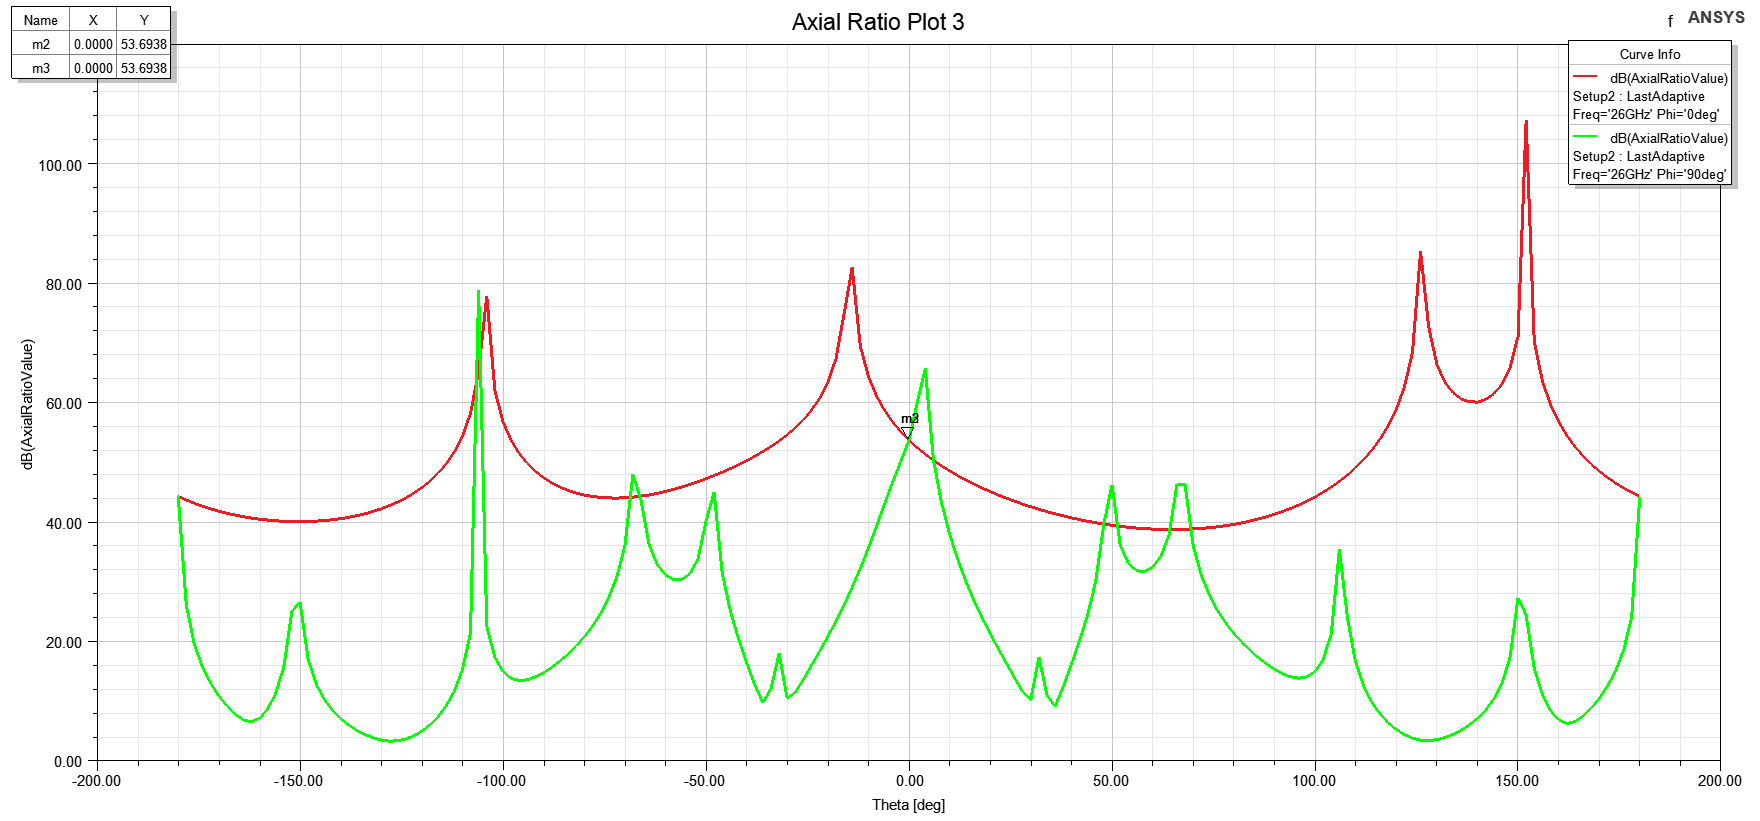 Axial Ratio Plot 3
f ANSYS
Name X Y
m2 0.0000 53.6938
m3 0.0000 53.6938
Curve Info
dB(AxialRatioValue)
Setup2 : LastAdaptive
Freq='26GHz' Phi='0deg'
dB(AxialRatioValue)
Setup2 : LastAdaptive
Freq='26GHz' Phi='90deg'
dB(AxialRatioValue)
100.00
80.00
60.00
40.00
20.00
0.00
-200.00 -150.00 -100.00 -50.00 0.00 50.00 100.00 150.00 200.00
Theta [deg]